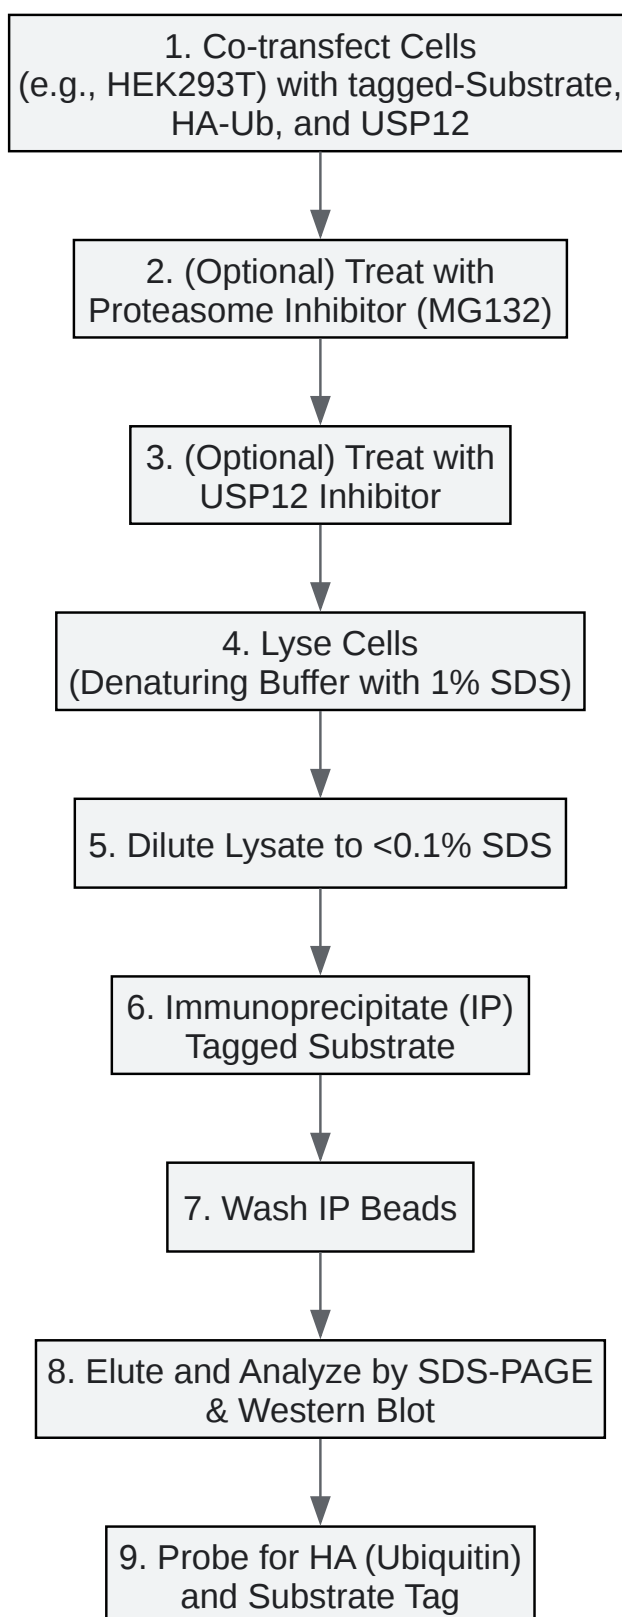 1. Co-transfect Cells
(e.g., HEK293T) with tagged-Substrate,
HA-Ub, and USP12
2. (Optional) Treat with
Proteasome Inhibitor (MG132)
3. (Optional) Treat with
USP12 Inhibitor
4. Lyse Cells
(Denaturing Buffer with 1% SDS)
5. Dilute Lysate to <0.1% SDS
6. Immunoprecipitate (IP)
Tagged Substrate
7. Wash IP Beads
8. Elute and Analyze by SDS-PAGE
& Western Blot
9. Probe for HA (Ubiquitin)
and Substrate Tag